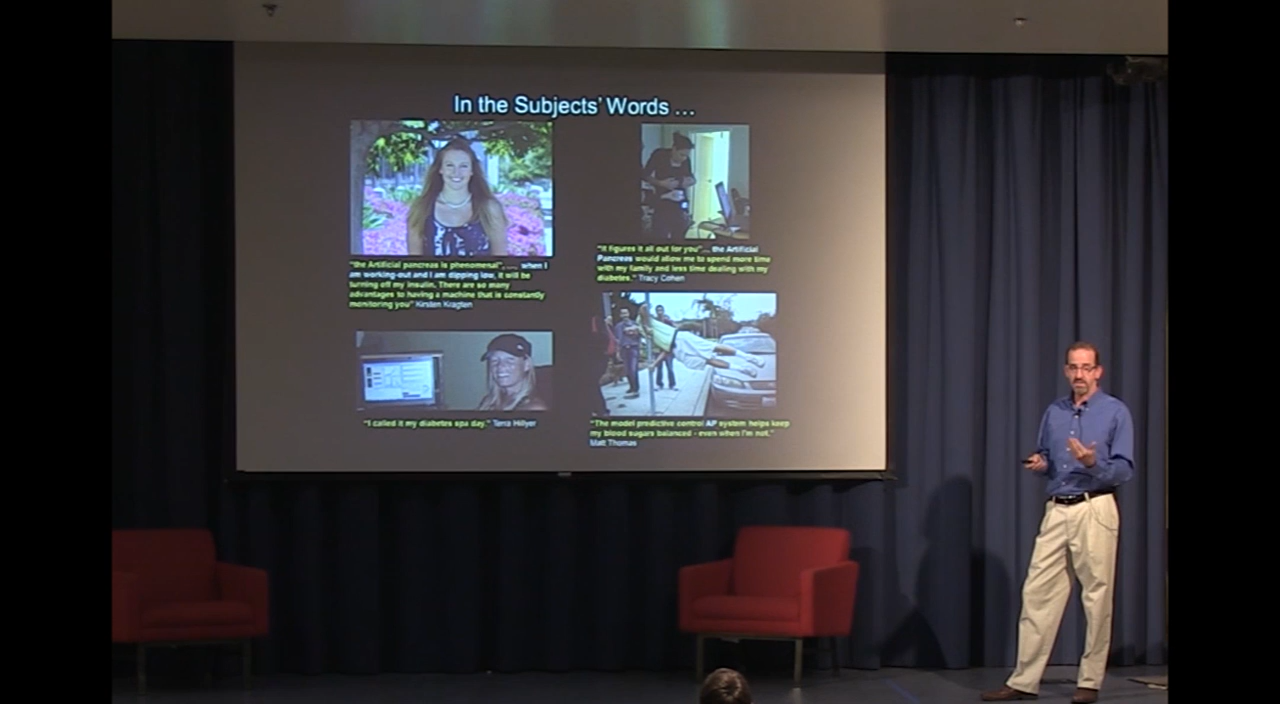 In the Subjects' Words ...
"the Artificial pancreas is phenomenal", ..., when I
am working-out and I am dipping low, it will be
turning off my insulin. There are so many
advantages to having a machine that is constantly
monitoring you" Kirsten Kragten
"It figures it all out for you"... the Artificial
Pancreas would allow me to spend more time
with my family and less time dealing with my
diabetes." Tracy Cohen
"I called it my diabetes spa day." Terra Hillyer
"The model predictive control AP system helps keep
my blood sugars balanced - even when I'm not."
Matt Thomas